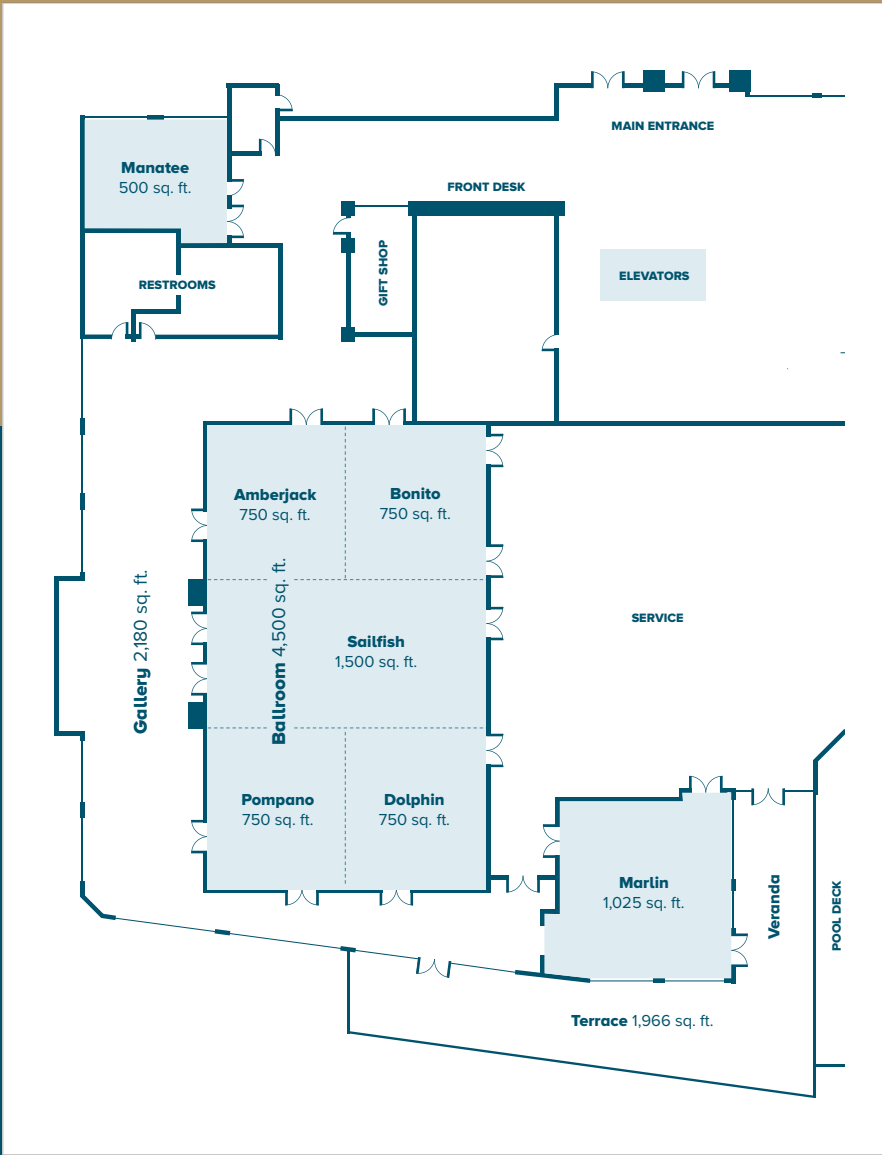 MAIN ENTRANCE
Manatee
500 sq. ft.
FRONT DESK
GIFT SHOP
ELEVATORS
RESTROOMS
Amberjack
750 sq. ft.
Bonito
750 sq. ft.
Gallery 2,180 sq. ft.
Ballroom 4,500 sq. ft.
Sailfish
1,500 sq. ft.
SERVICE
Pompano
750 sq. ft.
Dolphin
750 sq. ft.
Marlin
1,025 sq. ft.
Veranda
POOL DECK
Terrace 1,966 sq. ft.